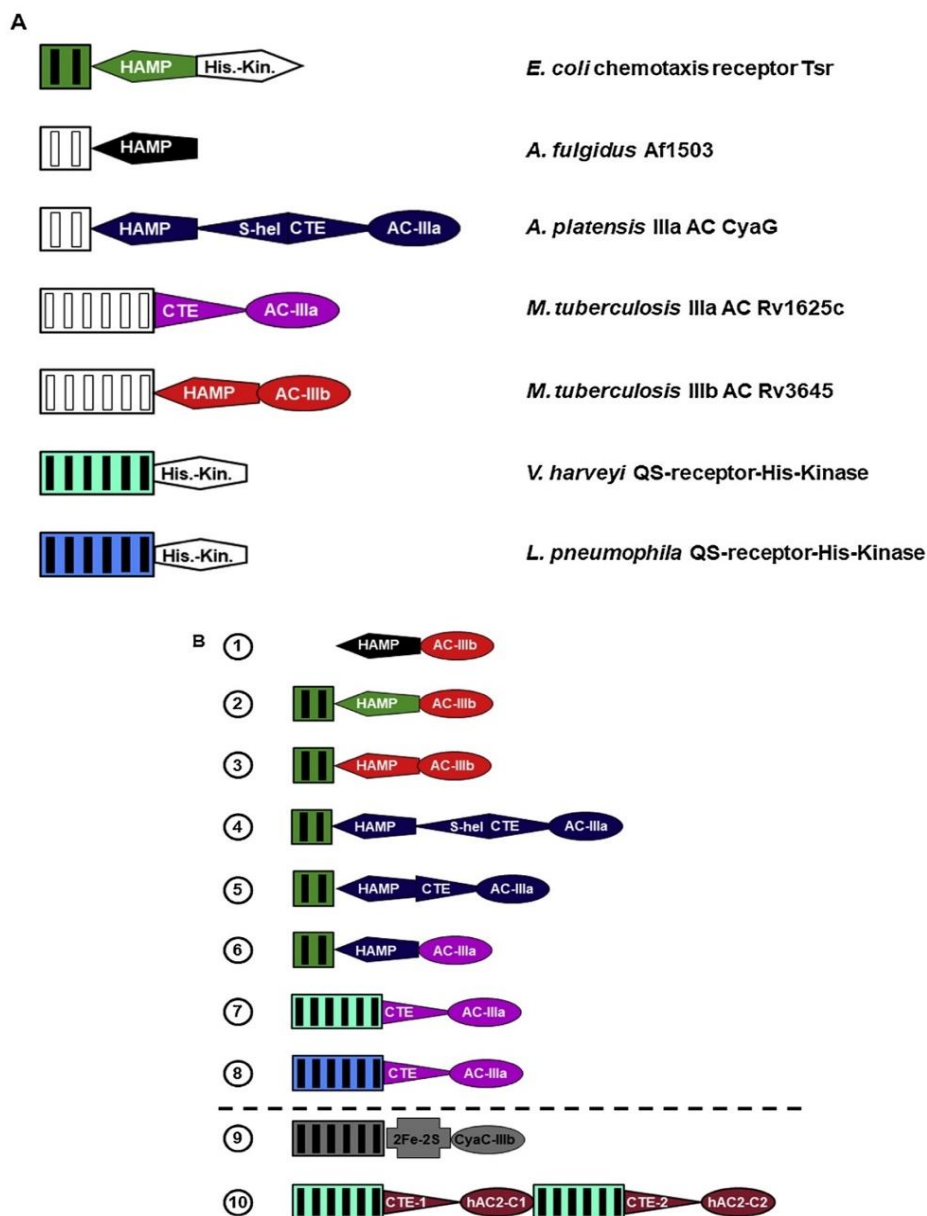 A
HAMP His.-Kin. E. coli chemotaxis receptor Tsr
HAMP A. fulgidus Af1503
HAMP S-hel CTE AC-IIIa A. platensis IIIa AC CyaG
CTE AC-IIIa M. tuberculosis IIIa AC Rv1625c
HAMP AC-IIIb M. tuberculosis IIIb AC Rv3645
His.-Kin. V. harveyi QS-receptor-His-Kinase
His.-Kin. L. pneumophila QS-receptor-His-Kinase
B 1 HAMP AC-IIIb
2 HAMP AC-IIIb
3 HAMP AC-IIIb
4 HAMP S-hel CTE AC-IIIa
5 HAMP CTE AC-IIIa
6 HAMP AC-IIIa
7 CTE AC-IIIa
8 CTE AC-IIIa
9 2Fe-2S CyaC-IIIb
10 CTE-1 hAC2-C1 CTE-2 hAC2-C2